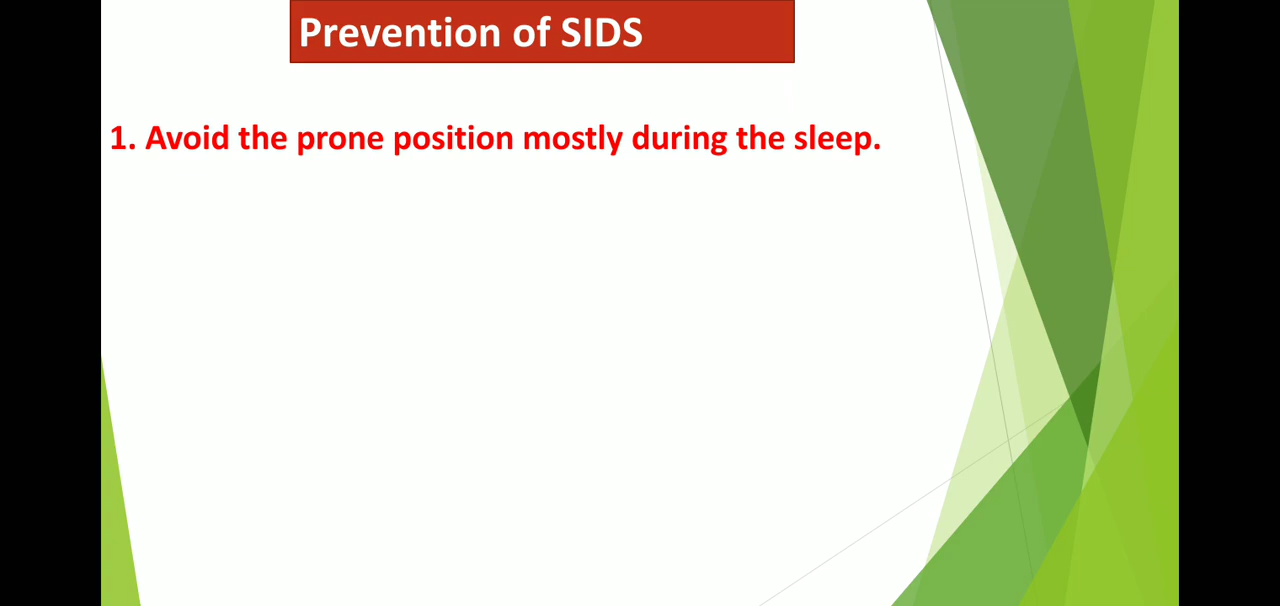 Prevention of SIDS
1. Avoid the prone position mostly during the sleep.